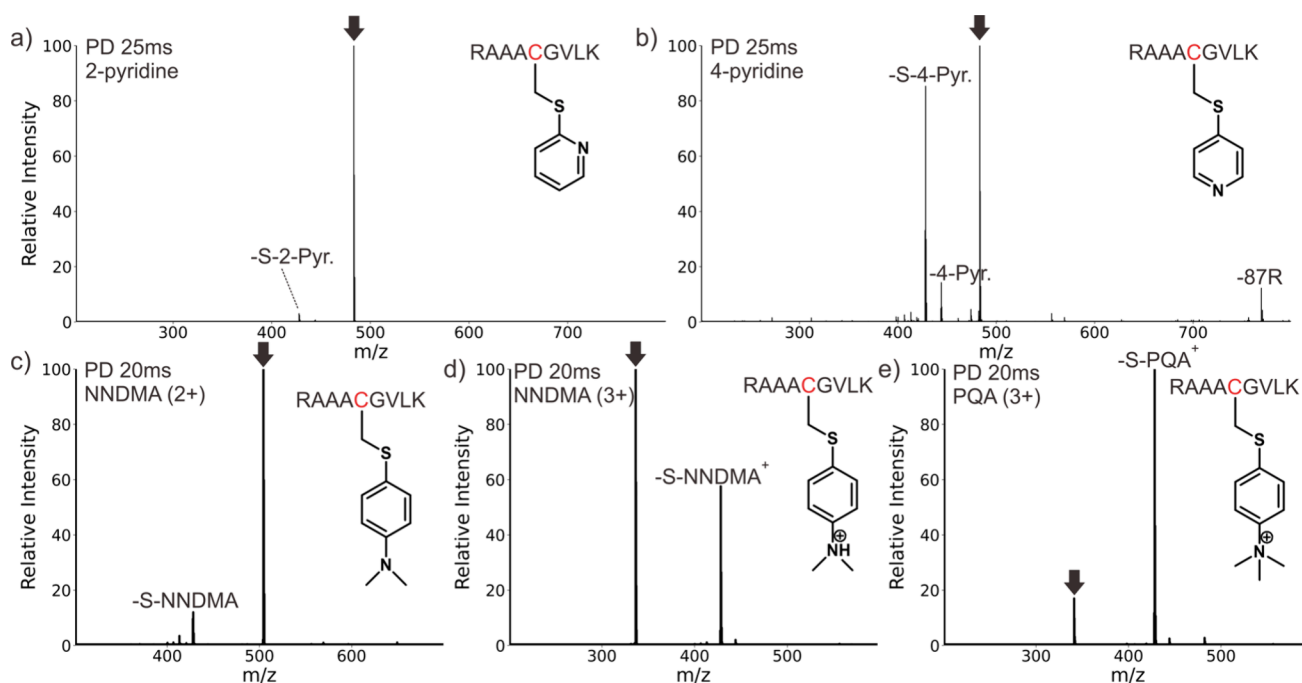 a)
PD 25ms
2-pyridine
RAAACGVLK
S
N
-S-2-Pyr.
Relative Intensity
100
80
60
40
20
0
300 400 500 600 700
m/z
b)
PD 25ms
4-pyridine
RAAACGVLK
S
N
-S-4-Pyr.
-4-Pyr.
-87R
100
80
60
40
20
0
300 400 500 600 700
m/z
c)
PD 20ms
NNDMA (2+)
RAAACGVLK
S
N
-S-NNDMA
Relative Intensity
100
80
60
40
20
0
400 500 600
m/z
d)
PD 20ms
NNDMA (3+)
RAAACGVLK
S
⊕
NH
-S-NNDMA+
100
80
60
40
20
0
300 400 500
m/z
e)
PD 20ms
PQA (3+)
-S-PQA+
RAAACGVLK
S
⊕
N
100
80
60
40
20
0
300 400 500
m/z